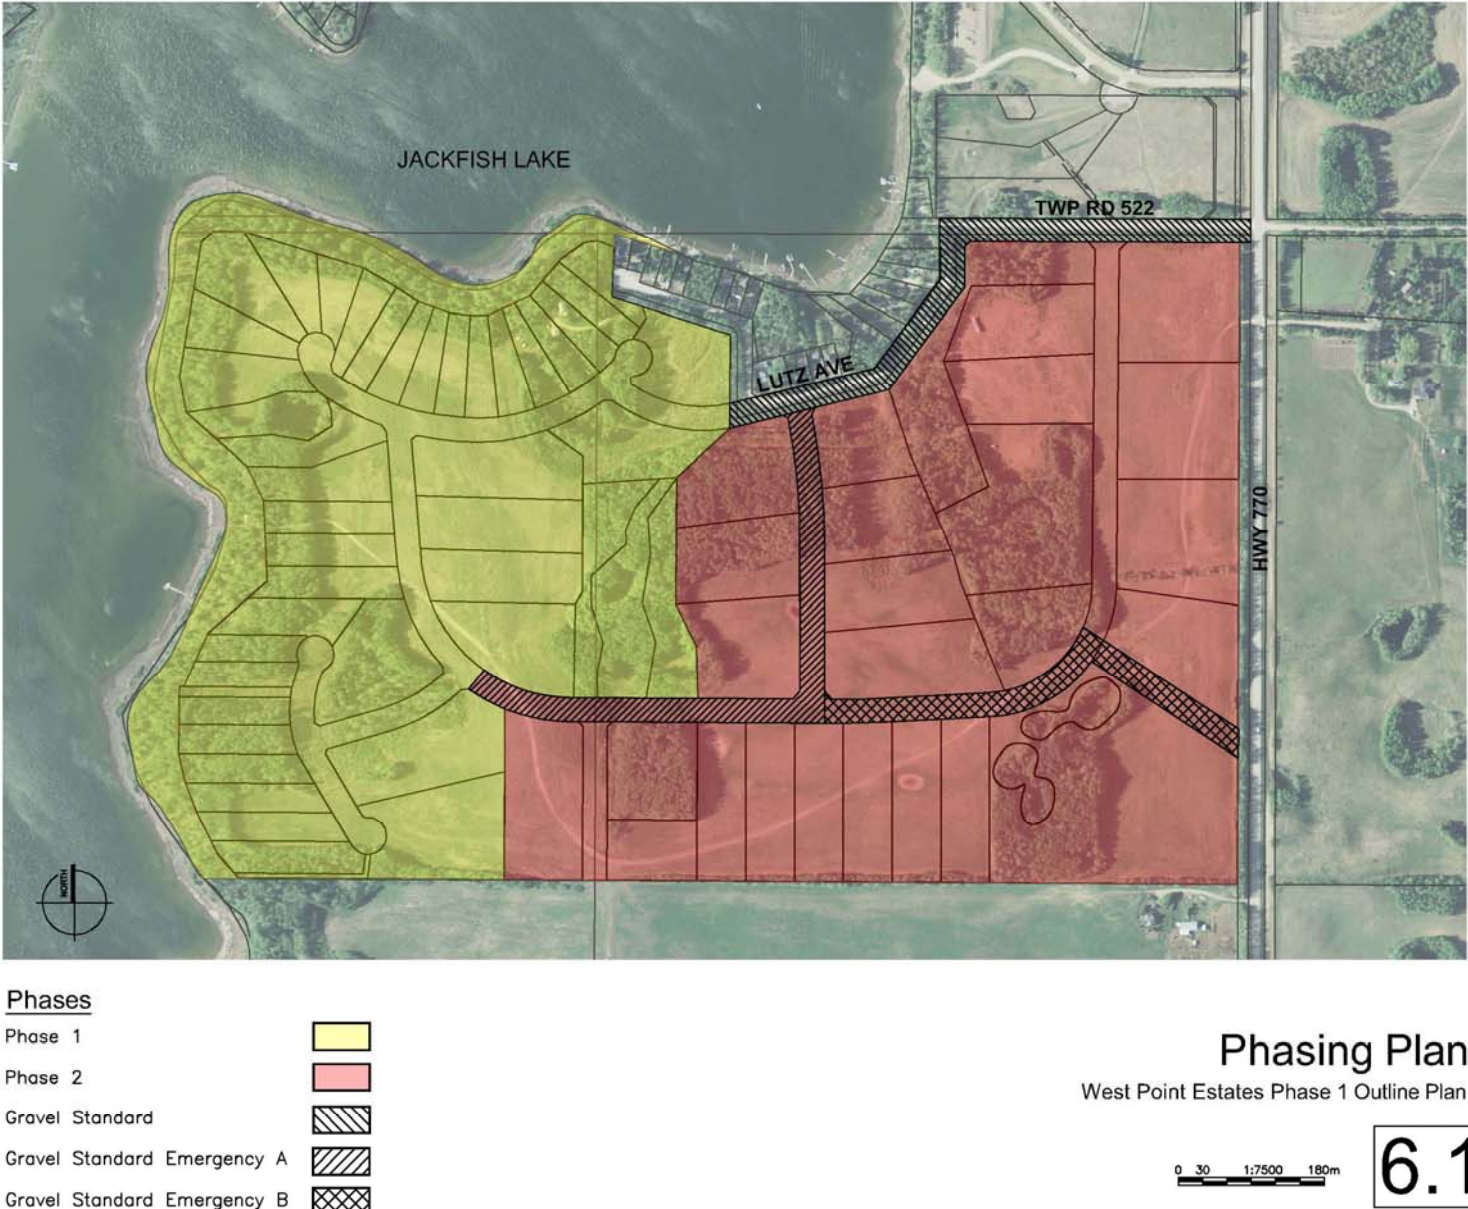 JACKFISH LAKE
TWP RD 522
LUTZ AVE
HWY 770
NORTH
Phases
Phase 1
Phase 2
Gravel Standard
Gravel Standard Emergency A
Gravel Standard Emergency B
Phasing Plan
West Point Estates Phase 1 Outline Plan
0 30 1:7500 180m
6.1